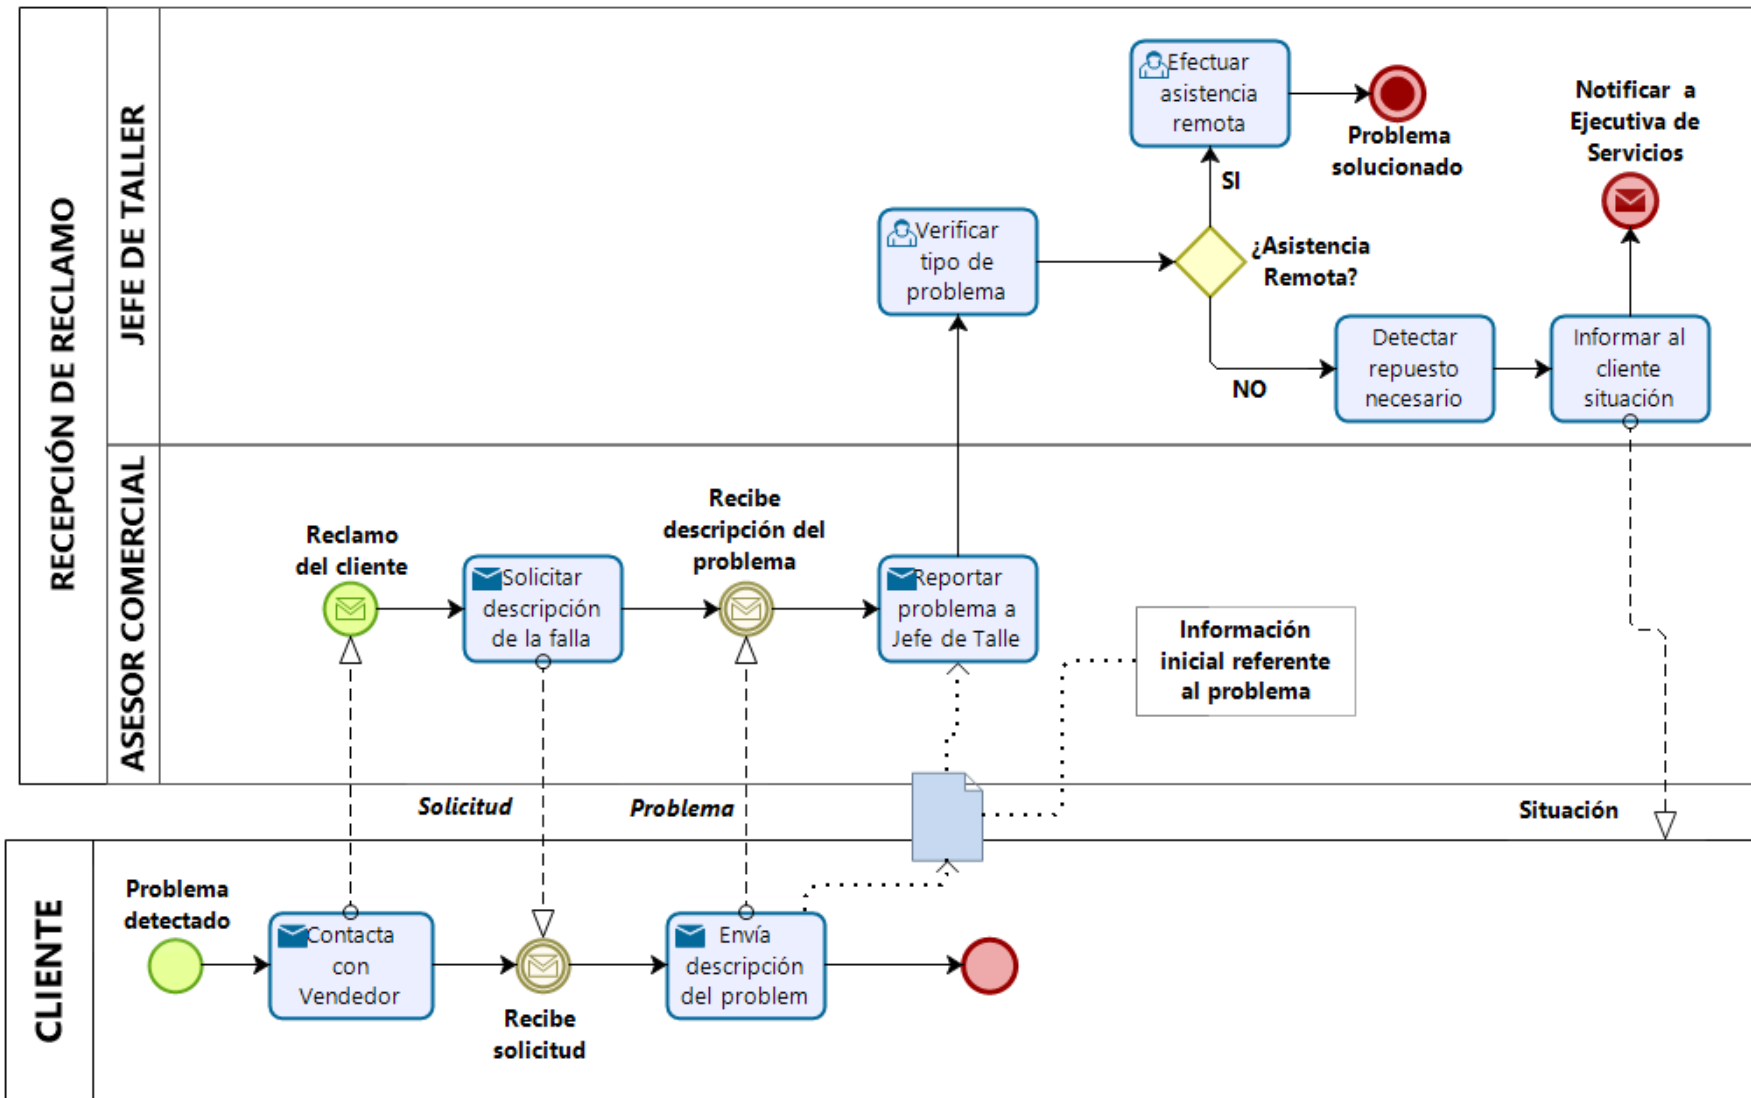 RECEPCIÓN DE RECLAMO
JEFE DE TALLER
Efectuar
asistencia
remota
Problema
solucionado
Notificar a
Ejecutiva de
Servicios
SI
Verificar
tipo de
problema
¿Asistencia
Remota?
NO
Detectar
repuesto
necesario
Informar al
cliente
situación
ASESOR COMERCIAL
Reclamo
del cliente
Solicitar
descripción
de la falla
Recibe
descripción del
problema
Reportar
problema a
Jefe de Talle
Información
inicial referente
al problema
Solicitud
Problema
Situación
CLIENTE
Problema
detectado
Contacta
con
Vendedor
Recibe
solicitud
Envía
descripción
del problem